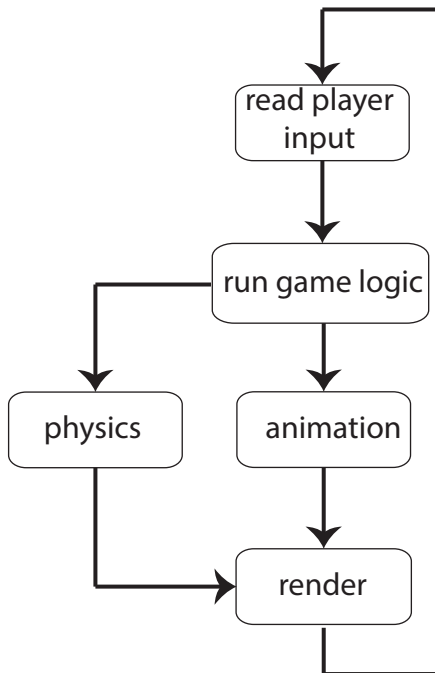 read player
input
run game logic
physics
animation
render